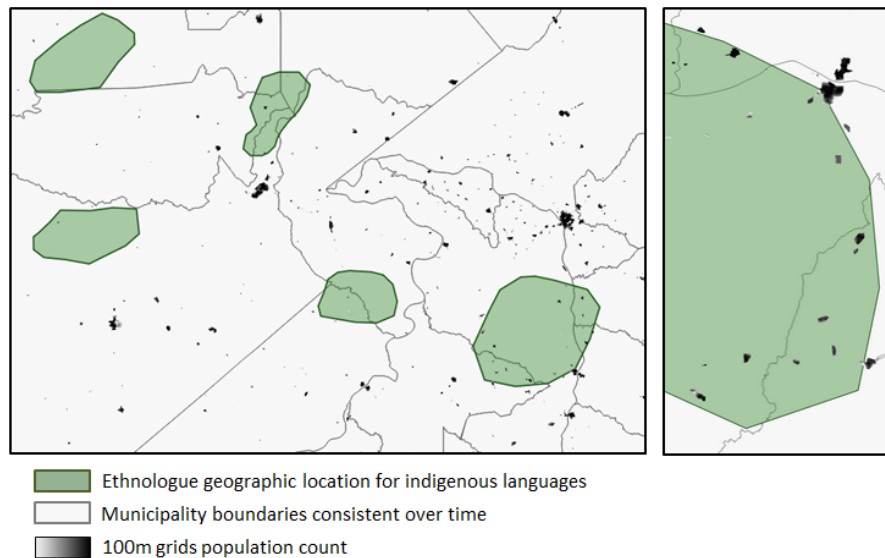 Ethnologue geographic location for indigenous languages
Municipality boundaries consistent over time
100m grids population count